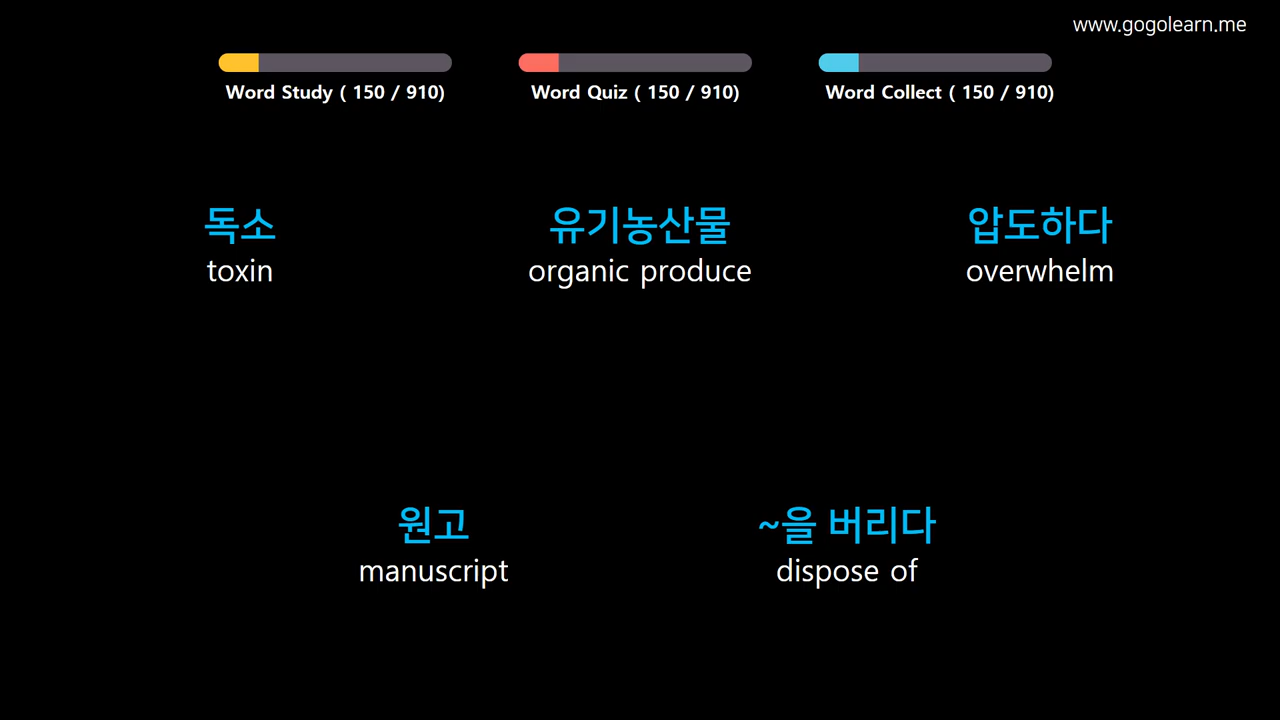 www.gogolearn.me
Word Study ( 150 / 910)
Word Quiz ( 150 / 910)
Word Collect ( 150 / 910)
독소
toxin
유기농산물
organic produce
압도하다
overwhelm
원고
manuscript
~을 버리다
dispose of